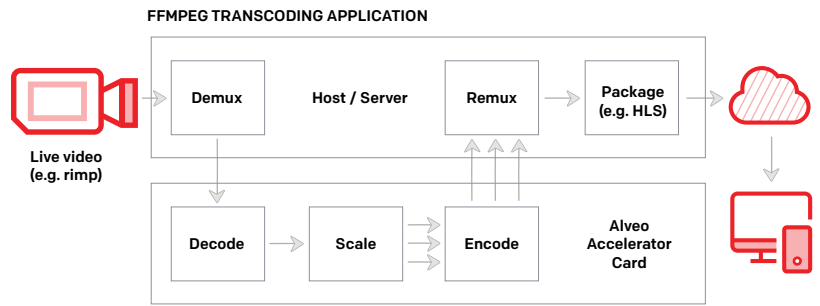 FFMPEG TRANSCODING APPLICATION
Demux
Host / Server
Remux
Package
(e.g. HLS)
Live video
(e.g. rimp)
Decode
Scale
Encode
Alveo
Accelerator
Card